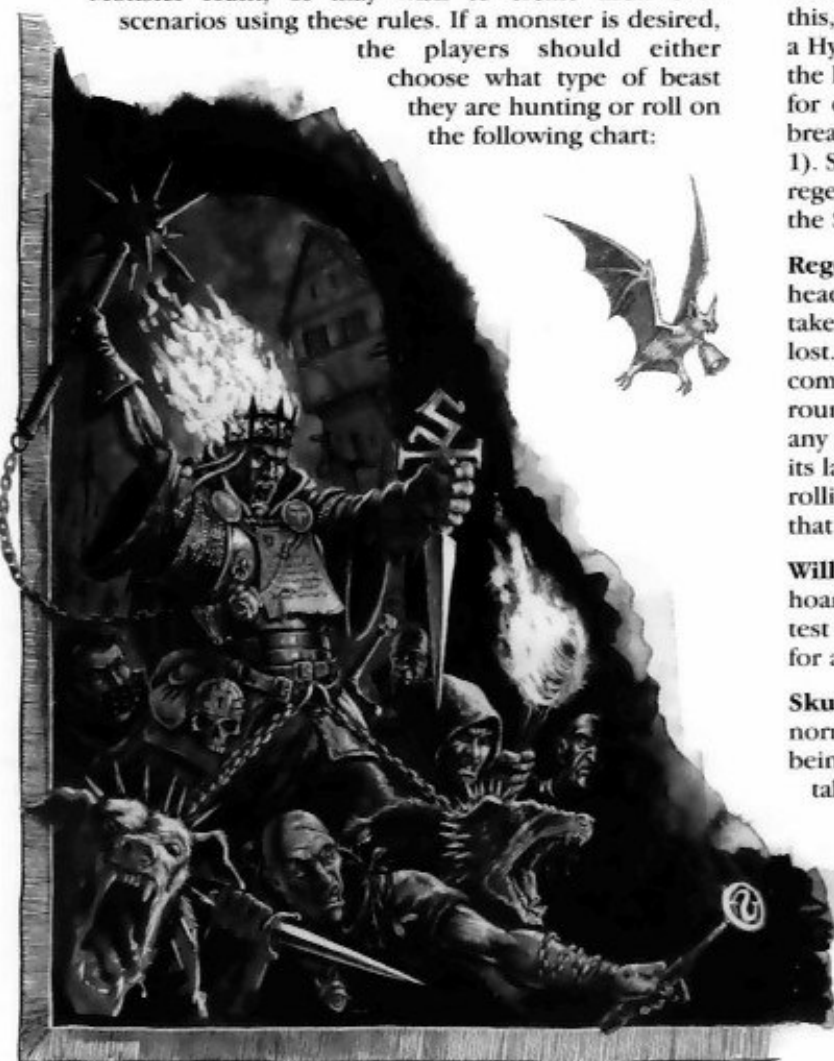 scenarios using these rules. If a monster is desired,
the players should either
choose what type of beast
they are hunting or roll on
the following chart:
this,
a Hy
the
for
brea
1). S
rege
the S
Reg
head
take
lost.
com
roun
any
its la
rolli
that
Will
hoar
test
for a
Sku
nor
bein
tal